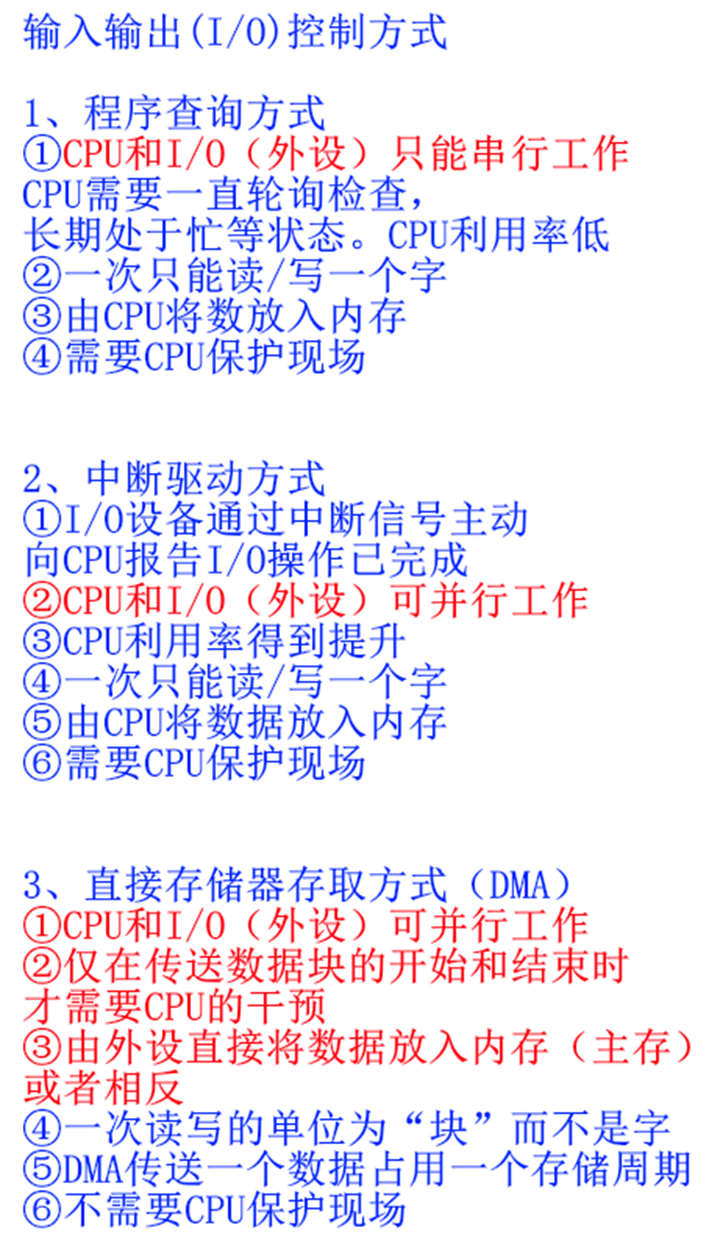 输入输出(I/O)控制方式
1、程序查询方式
①CPU和I/O（外设）只能串行工作
CPU需要一直轮询检查，
长期处于忙等状态。CPU利用率低
②一次只能读/写一个字
③由CPU将数放入内存
④需要CPU保护现场
2、中断驱动方式
①I/O设备通过中断信号主动
向CPU报告I/O操作已完成
②CPU和I/O（外设）可并行工作
③CPU利用率得到提升
④一次只能读/写一个字
⑤由CPU将数据放入内存
⑥需要CPU保护现场
3、直接存储器存取方式（DMA）
①CPU和I/O（外设）可并行工作
②仅在传送数据块的开始和结束时
才需要CPU的干预
③由外设直接将数据放入内存（主存）
或者相反
④一次读写的单位为“块”而不是字
⑤DMA传送一个数据占用一个存储周期
⑥不需要CPU保护现场